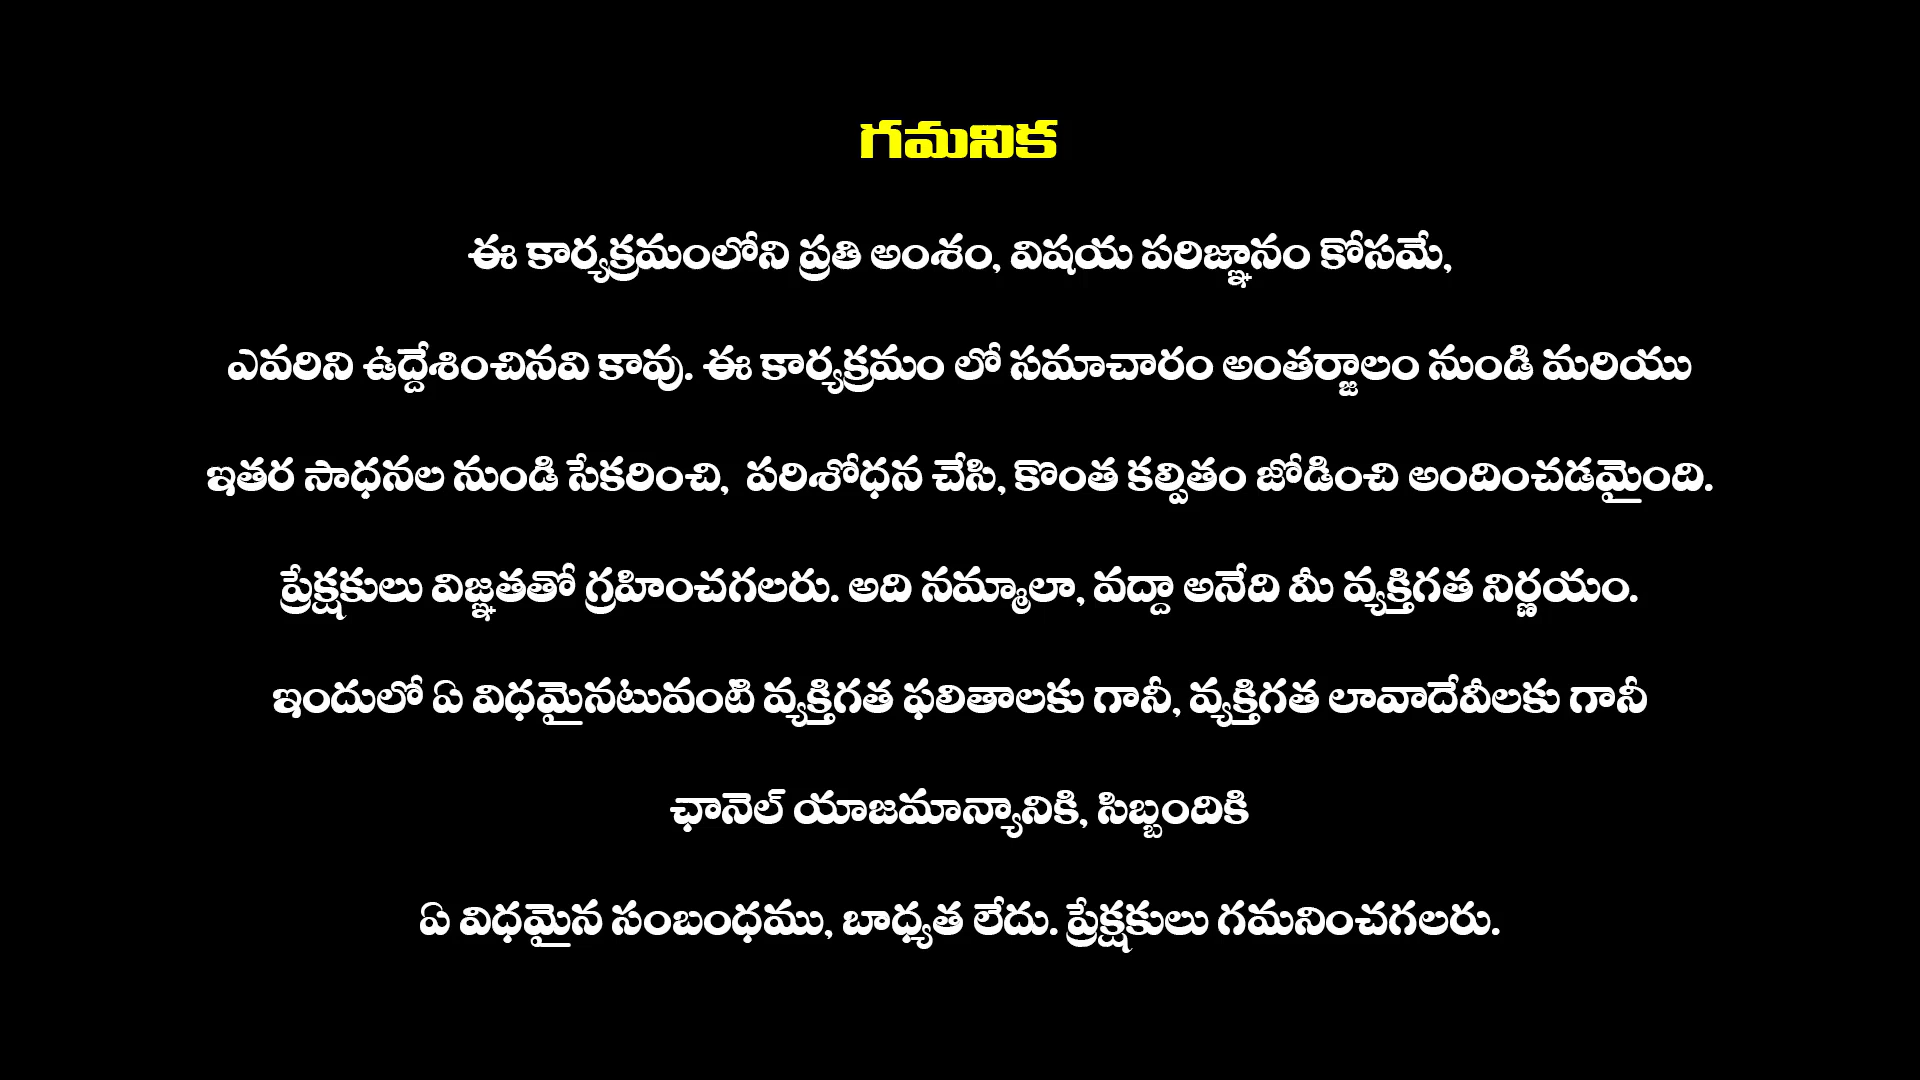 గమనిక
ఈ కార్యక్రమంలోని ప్రతి అంశం, విషయ పరిజ్ఞానం కోసమే,
ఎవరిని ఉద్దేశించినవి కావు. ఈ కార్యక్రమం లో సమాచారం అంతర్జాలం నుండి మరియు
ఇతర సాధనల నుండి సేకరించి, పరిశోధన చేసి, కొంత కల్పితం జోడించి అందించడమైంది.
ప్రేక్షకులు విజ్ఞతతో గ్రహించగలరు. అది నమ్మాలా, వద్దా అనేది మీ వ్యక్తిగత నిర్ణయం.
ఇందులో ఏ విధమైనటువంటి వ్యక్తిగత ఫలితాలకు గానీ, వ్యక్తిగత లావాదేవీలకు గానీ
ఛానెల్ యాజమాన్యానికి, సిబ్బందికి
ఏ విధమైన సంబంధము, బాధ్యత లేదు. ప్రేక్షకులు గమనించగలరు.